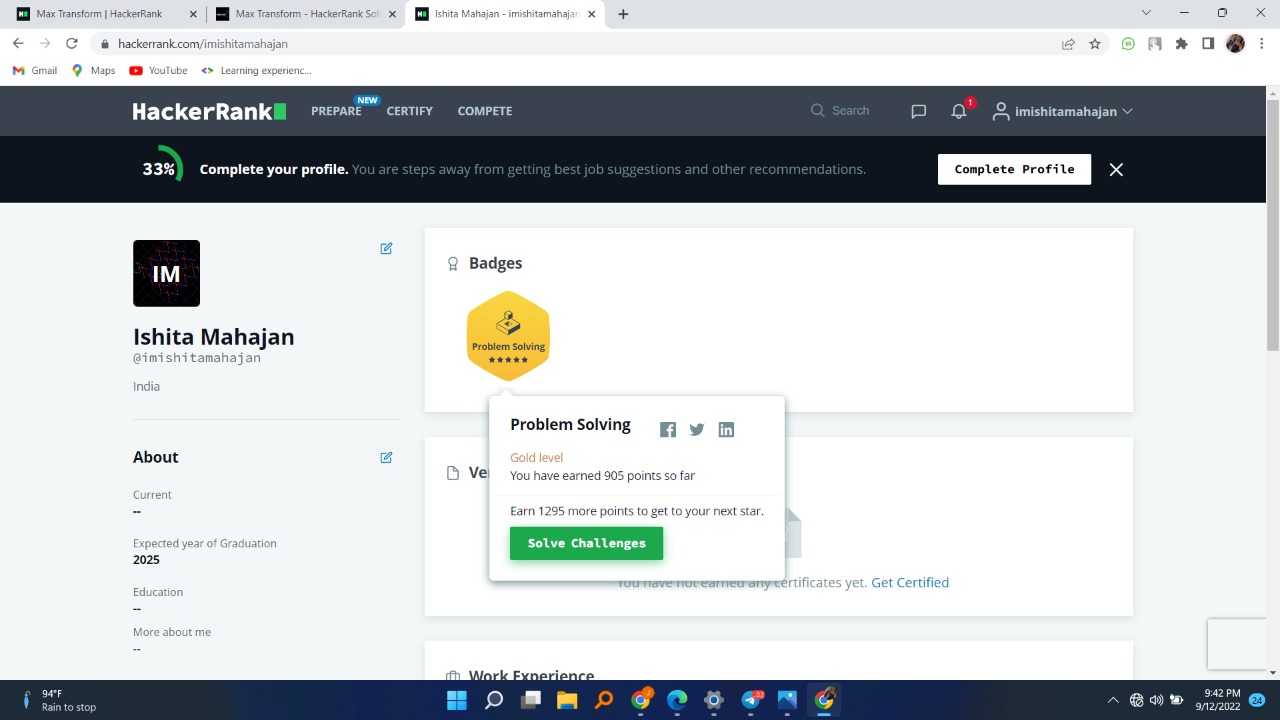 Max Transform | HackerRank
Max Transform - HackerRank Sol
Ishita Mahajan - imishitamahajan
hackerrank.com/imishitamahajan
Gmail
Maps
YouTube
Learning experienc...
HackerRank
PREPARE
NEW
CERTIFY
COMPETE
Search
1
imishitamahajan
33%
Complete your profile. You are steps away from getting best job suggestions and other recommendations.
Complete Profile
IM
Ishita Mahajan
@imishitamahajan
India
About
Current
--
Expected year of Graduation
2025
Education
--
More about me
--
Badges
Problem Solving
Problem Solving
Gold level
You have earned 905 points so far
Earn 1295 more points to get to your next star.
Solve Challenges
You have not earned any certificates yet. Get Certified
Work Experience
94°F
Rain to stop
9:42 PM
9/12/2022
24